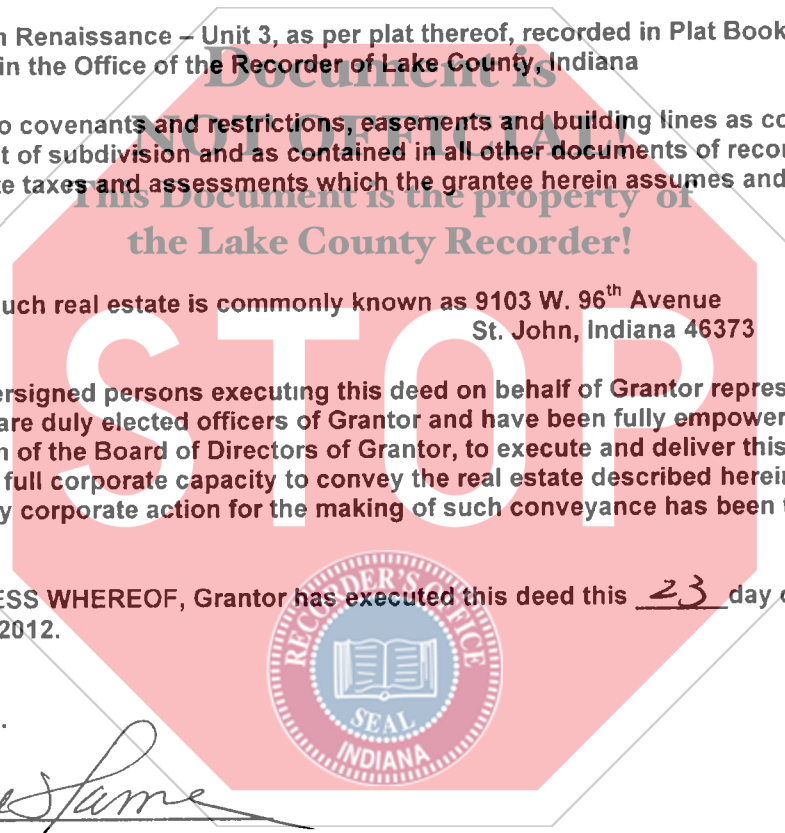 n Renaissance – Unit 3, as per plat thereof, recorded in Plat Book
in the Office of the Recorder of Lake County, Indiana
Document is
o covenants and restrictions, easements and building lines as co
NOT OFFICIAL!
t of subdivision and as contained in all other documents of reco
te taxes and assessments which the grantee herein assumes and
This Document is the property of
the Lake County Recorder!
uch real estate is commonly known as 9103 W. 96th Avenue
St. John, Indiana 46373
STOP
ersigned persons executing this deed on behalf of Grantor repres
are duly elected officers of Grantor and have been fully empower
n of the Board of Directors of Grantor, to execute and deliver this
full corporate capacity to convey the real estate described herein
y corporate action for the making of such conveyance has been
ESS WHEREOF, Grantor has executed this deed this 23 day
2012.
RECORDER'S OFFICE
SEAL
INDIANA